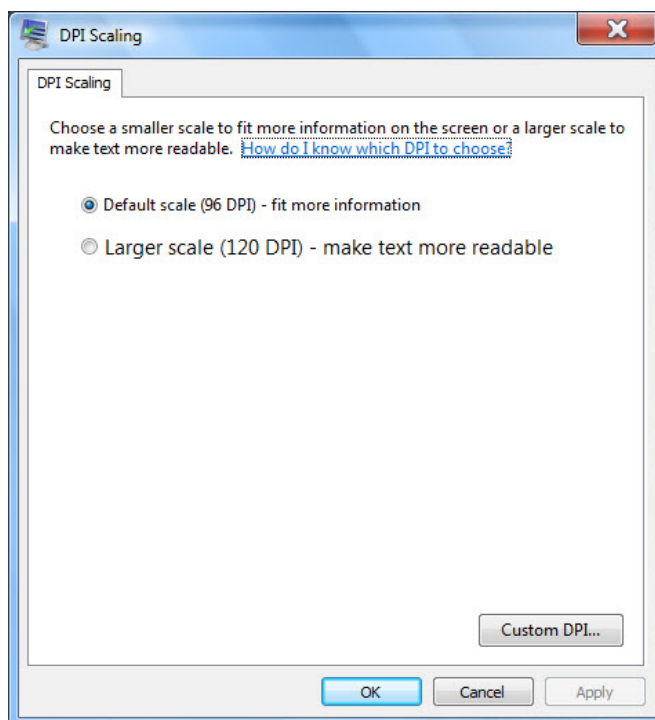 DPI Scaling
DPI Scaling
Choose a smaller scale to fit more information on the screen or a larger scale to
make text more readable. How do I know which DPI to choose?
Default scale (96 DPI) - fit more information
Larger scale (120 DPI) - make text more readable
Custom DPI...
OK Cancel Apply